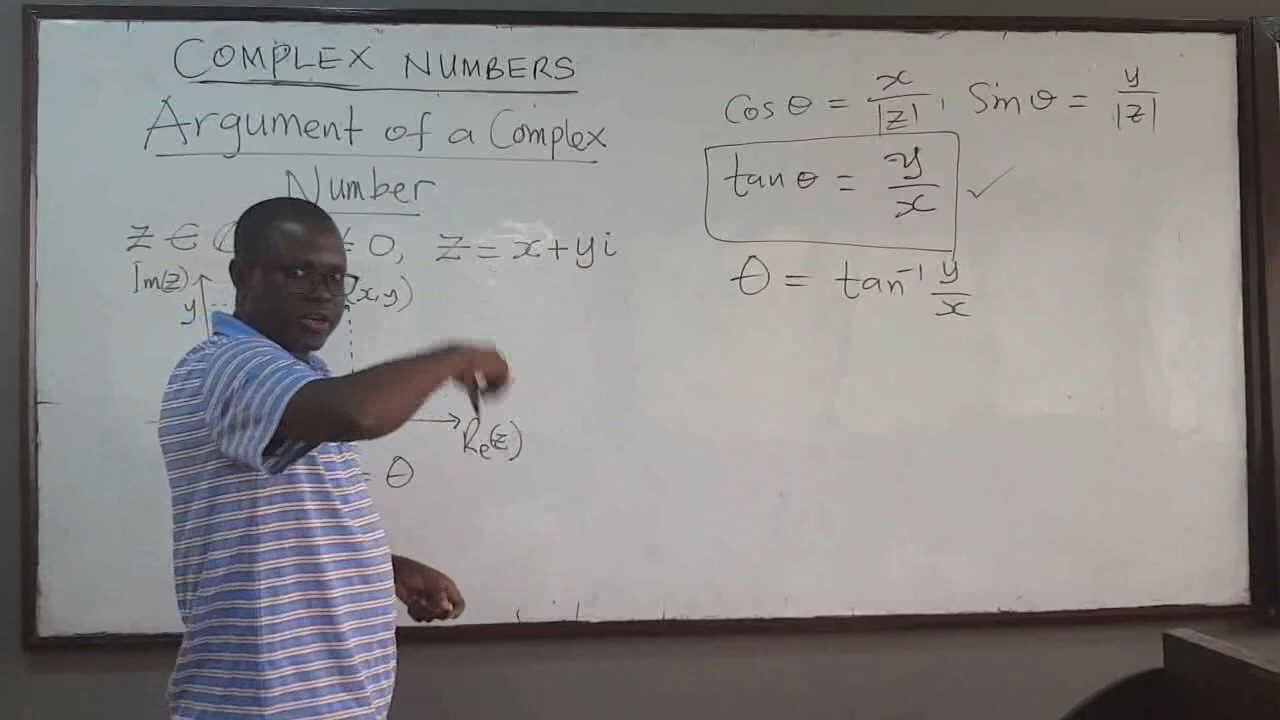 COMPLEX NUMBERS
Argument of a Complex
Number
z ∈ 0, z = x + yi
Im(z)
y
(x, y)
Re(z)
= θ
Cos θ = x/|z|, Sin θ = y/|z|
tan θ = y/x ✓
θ = tan⁻¹ y/x